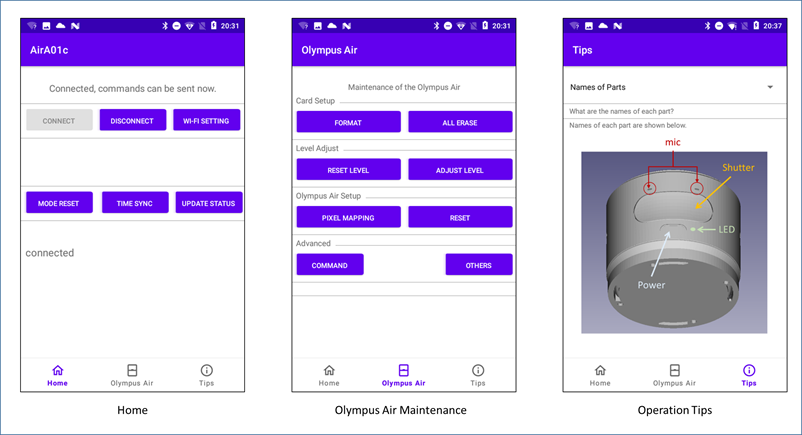 20:31
AirA01c
Connected, commands can be sent now.
CONNECT DISCONNECT WI-FI SETTING
MODE RESET TIME SYNC UPDATE STATUS
connected
Home Olympus Air Tips
Home
20:31
Olympus Air
Maintenance of the Olympus Air
Card Setup
FORMAT ALL ERASE
Level Adjust
RESET LEVEL ADJUST LEVEL
Olympus Air Setup
PIXEL MAPPING RESET
Advanced
COMMAND OTHERS
Home Olympus Air Tips
Olympus Air Maintenance
20:37
Tips
Names of Parts
What are the names of each part?
Names of each part are shown below.
mic
Shutter
LED
Power
Home Olympus Air Tips
Operation Tips